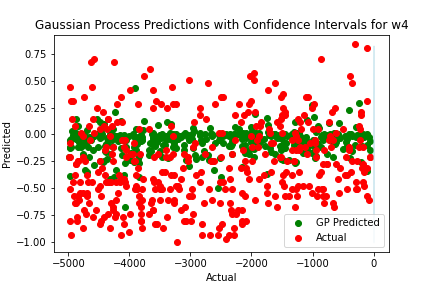 Gaussian Process Predictions with Confidence Intervals for w4
0.75
0.50
0.25
0.00
−0.25
−0.50
−0.75
−1.00
Predicted
GP Predicted
Actual
−5000 −4000 −3000 −2000 −1000 0
Actual